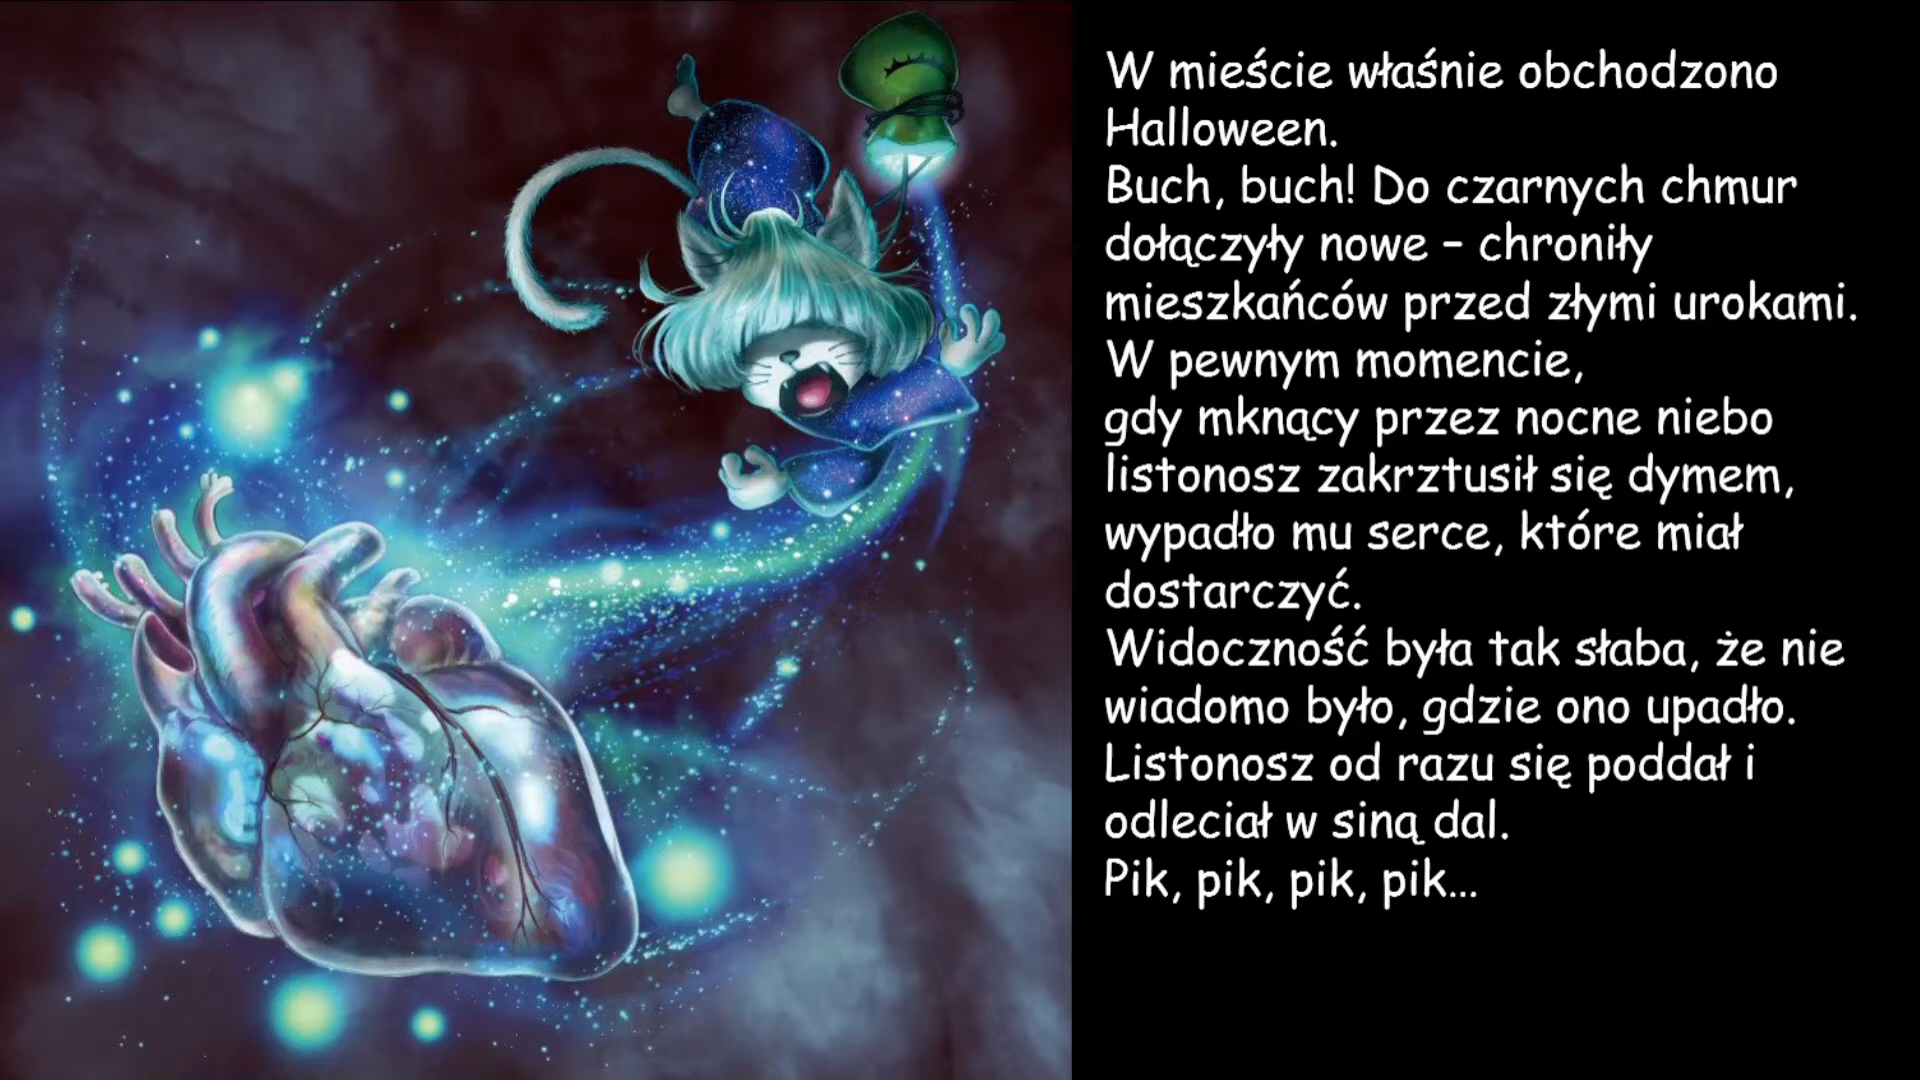 W mieście właśnie obchodzono
Halloween.
Buch, buch! Do czarnych chmur
dołączyły nowe – chroniły
mieszkańców przed złymi urokami.
W pewnym momencie,
gdy mknący przez nocne niebo
listonosz zakrztusił się dymem,
wypadło mu serce, które miał
dostarczyć.
Widoczność była tak słaba, że nie
wiadomo było, gdzie ono upadło.
Listonosz od razu się poddał i
odleciał w siną dal.
Pik, pik, pik, pik…